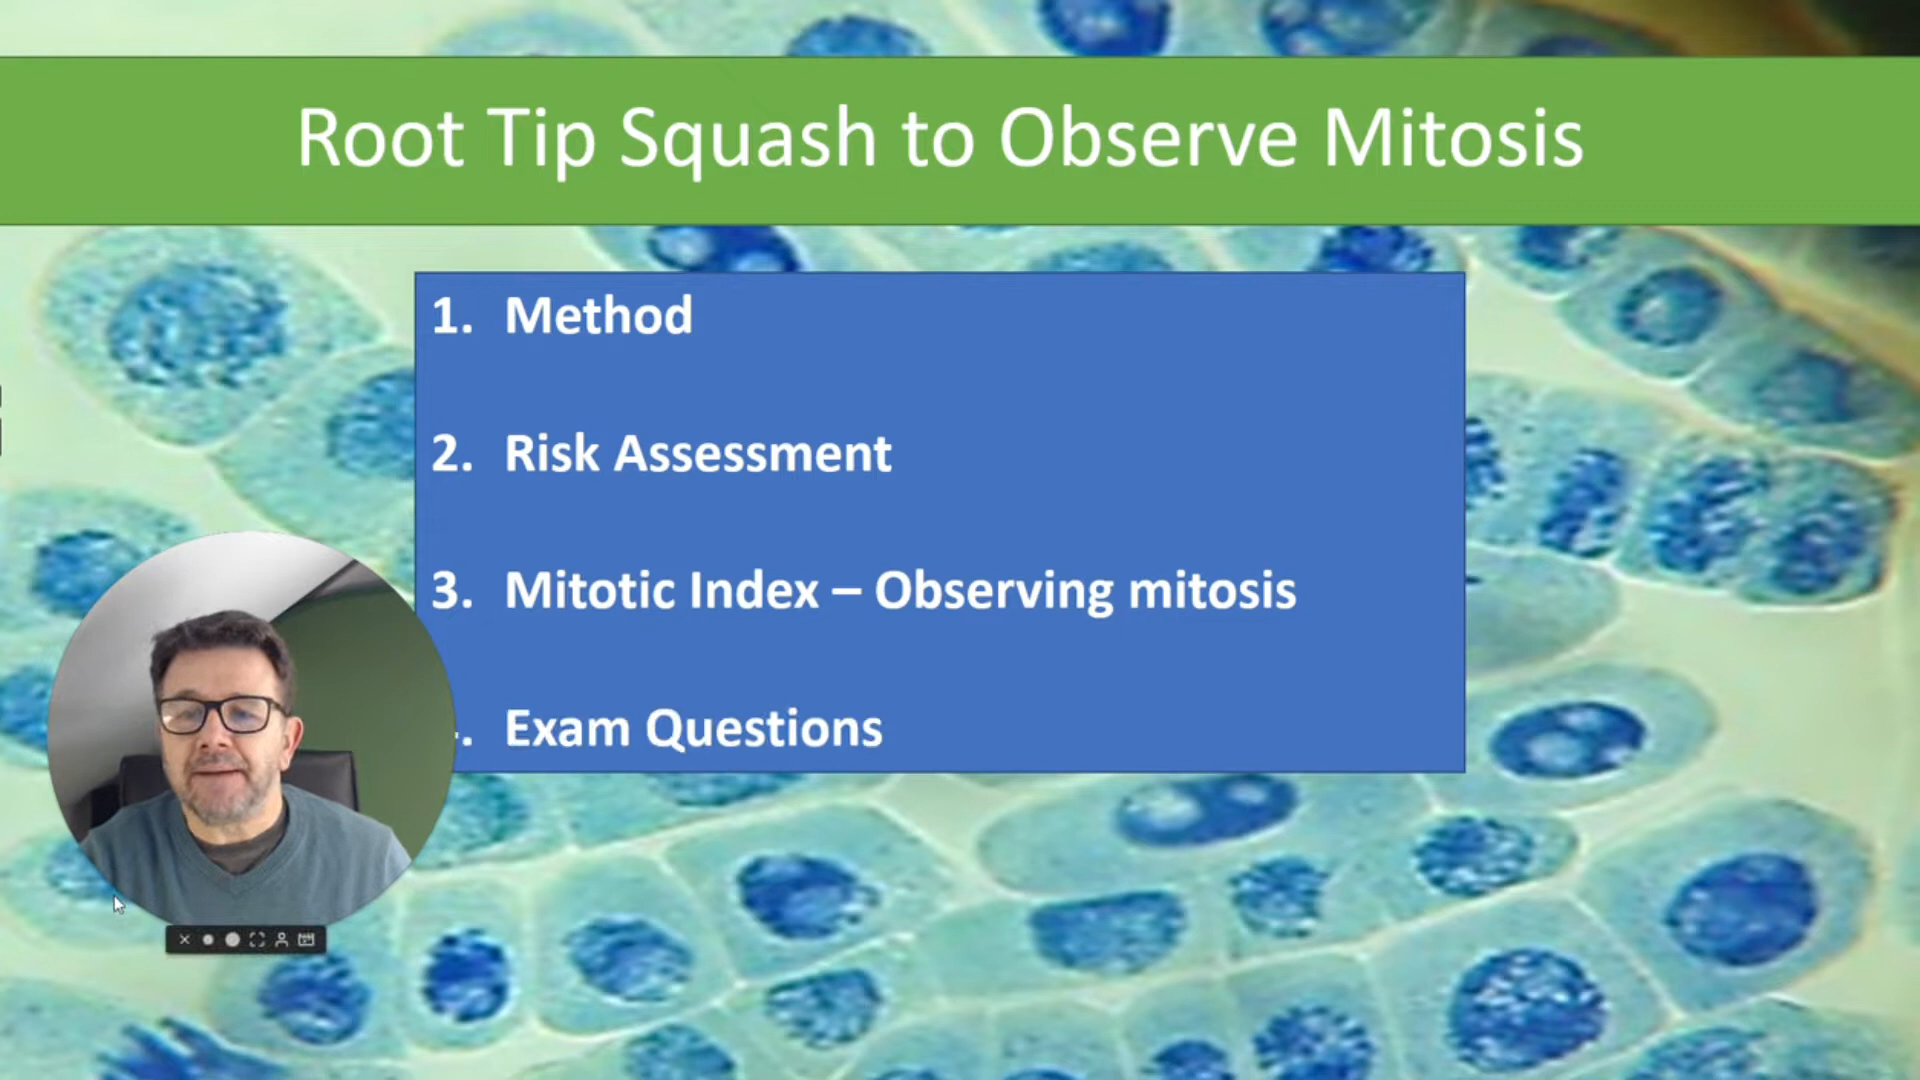 Root Tip Squash to Observe Mitosis
1. Method
2. Risk Assessment
3. Mitotic Index – Observing mitosis
. Exam Questions